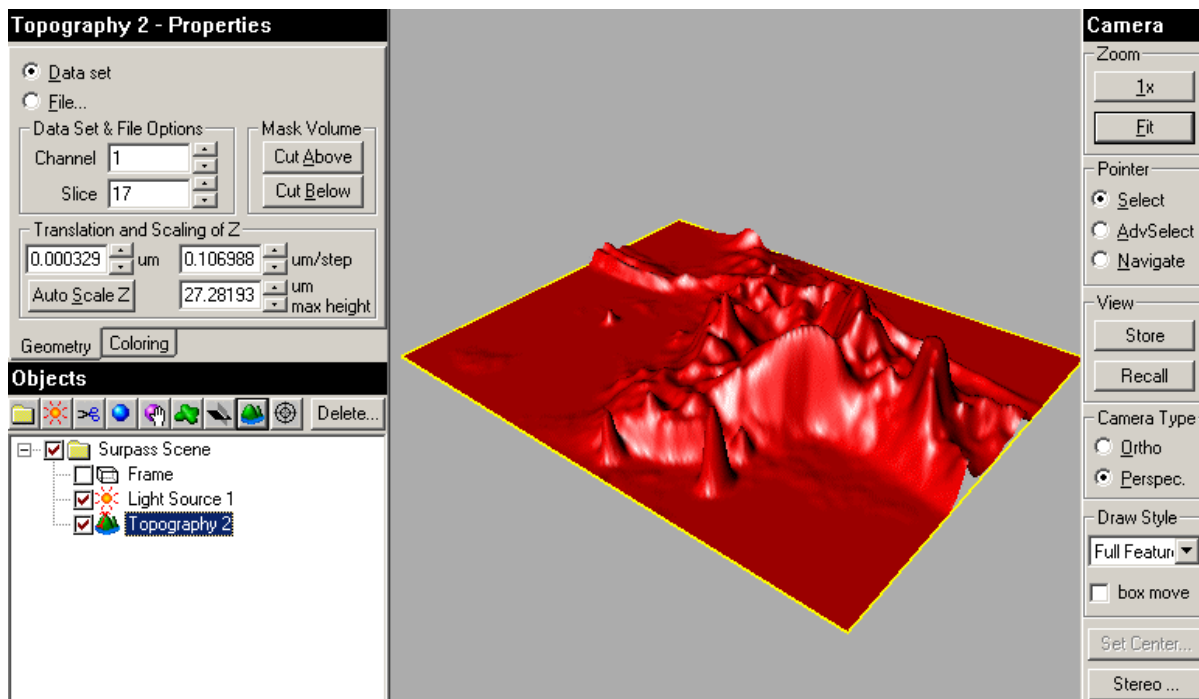 Topography 2 - Properties
Data set
File...
Data Set & File Options
Channel 1
Slice 17
Mask Volume
Cut Above
Cut Below
Translation and Scaling of Z
0.000329 um 0.106988 um/step
Auto Scale Z 27.28193 um max height
Geometry Coloring
Objects
Delete...
Surpass Scene
Frame
Light Source 1
Topography 2
Camera
Zoom
1x
Fit
Pointer
Select
AdvSelect
Navigate
View
Store
Recall
Camera Type
Ortho
Perspec.
Draw Style
Full Featur
box move
Set Center...
Stereo ...